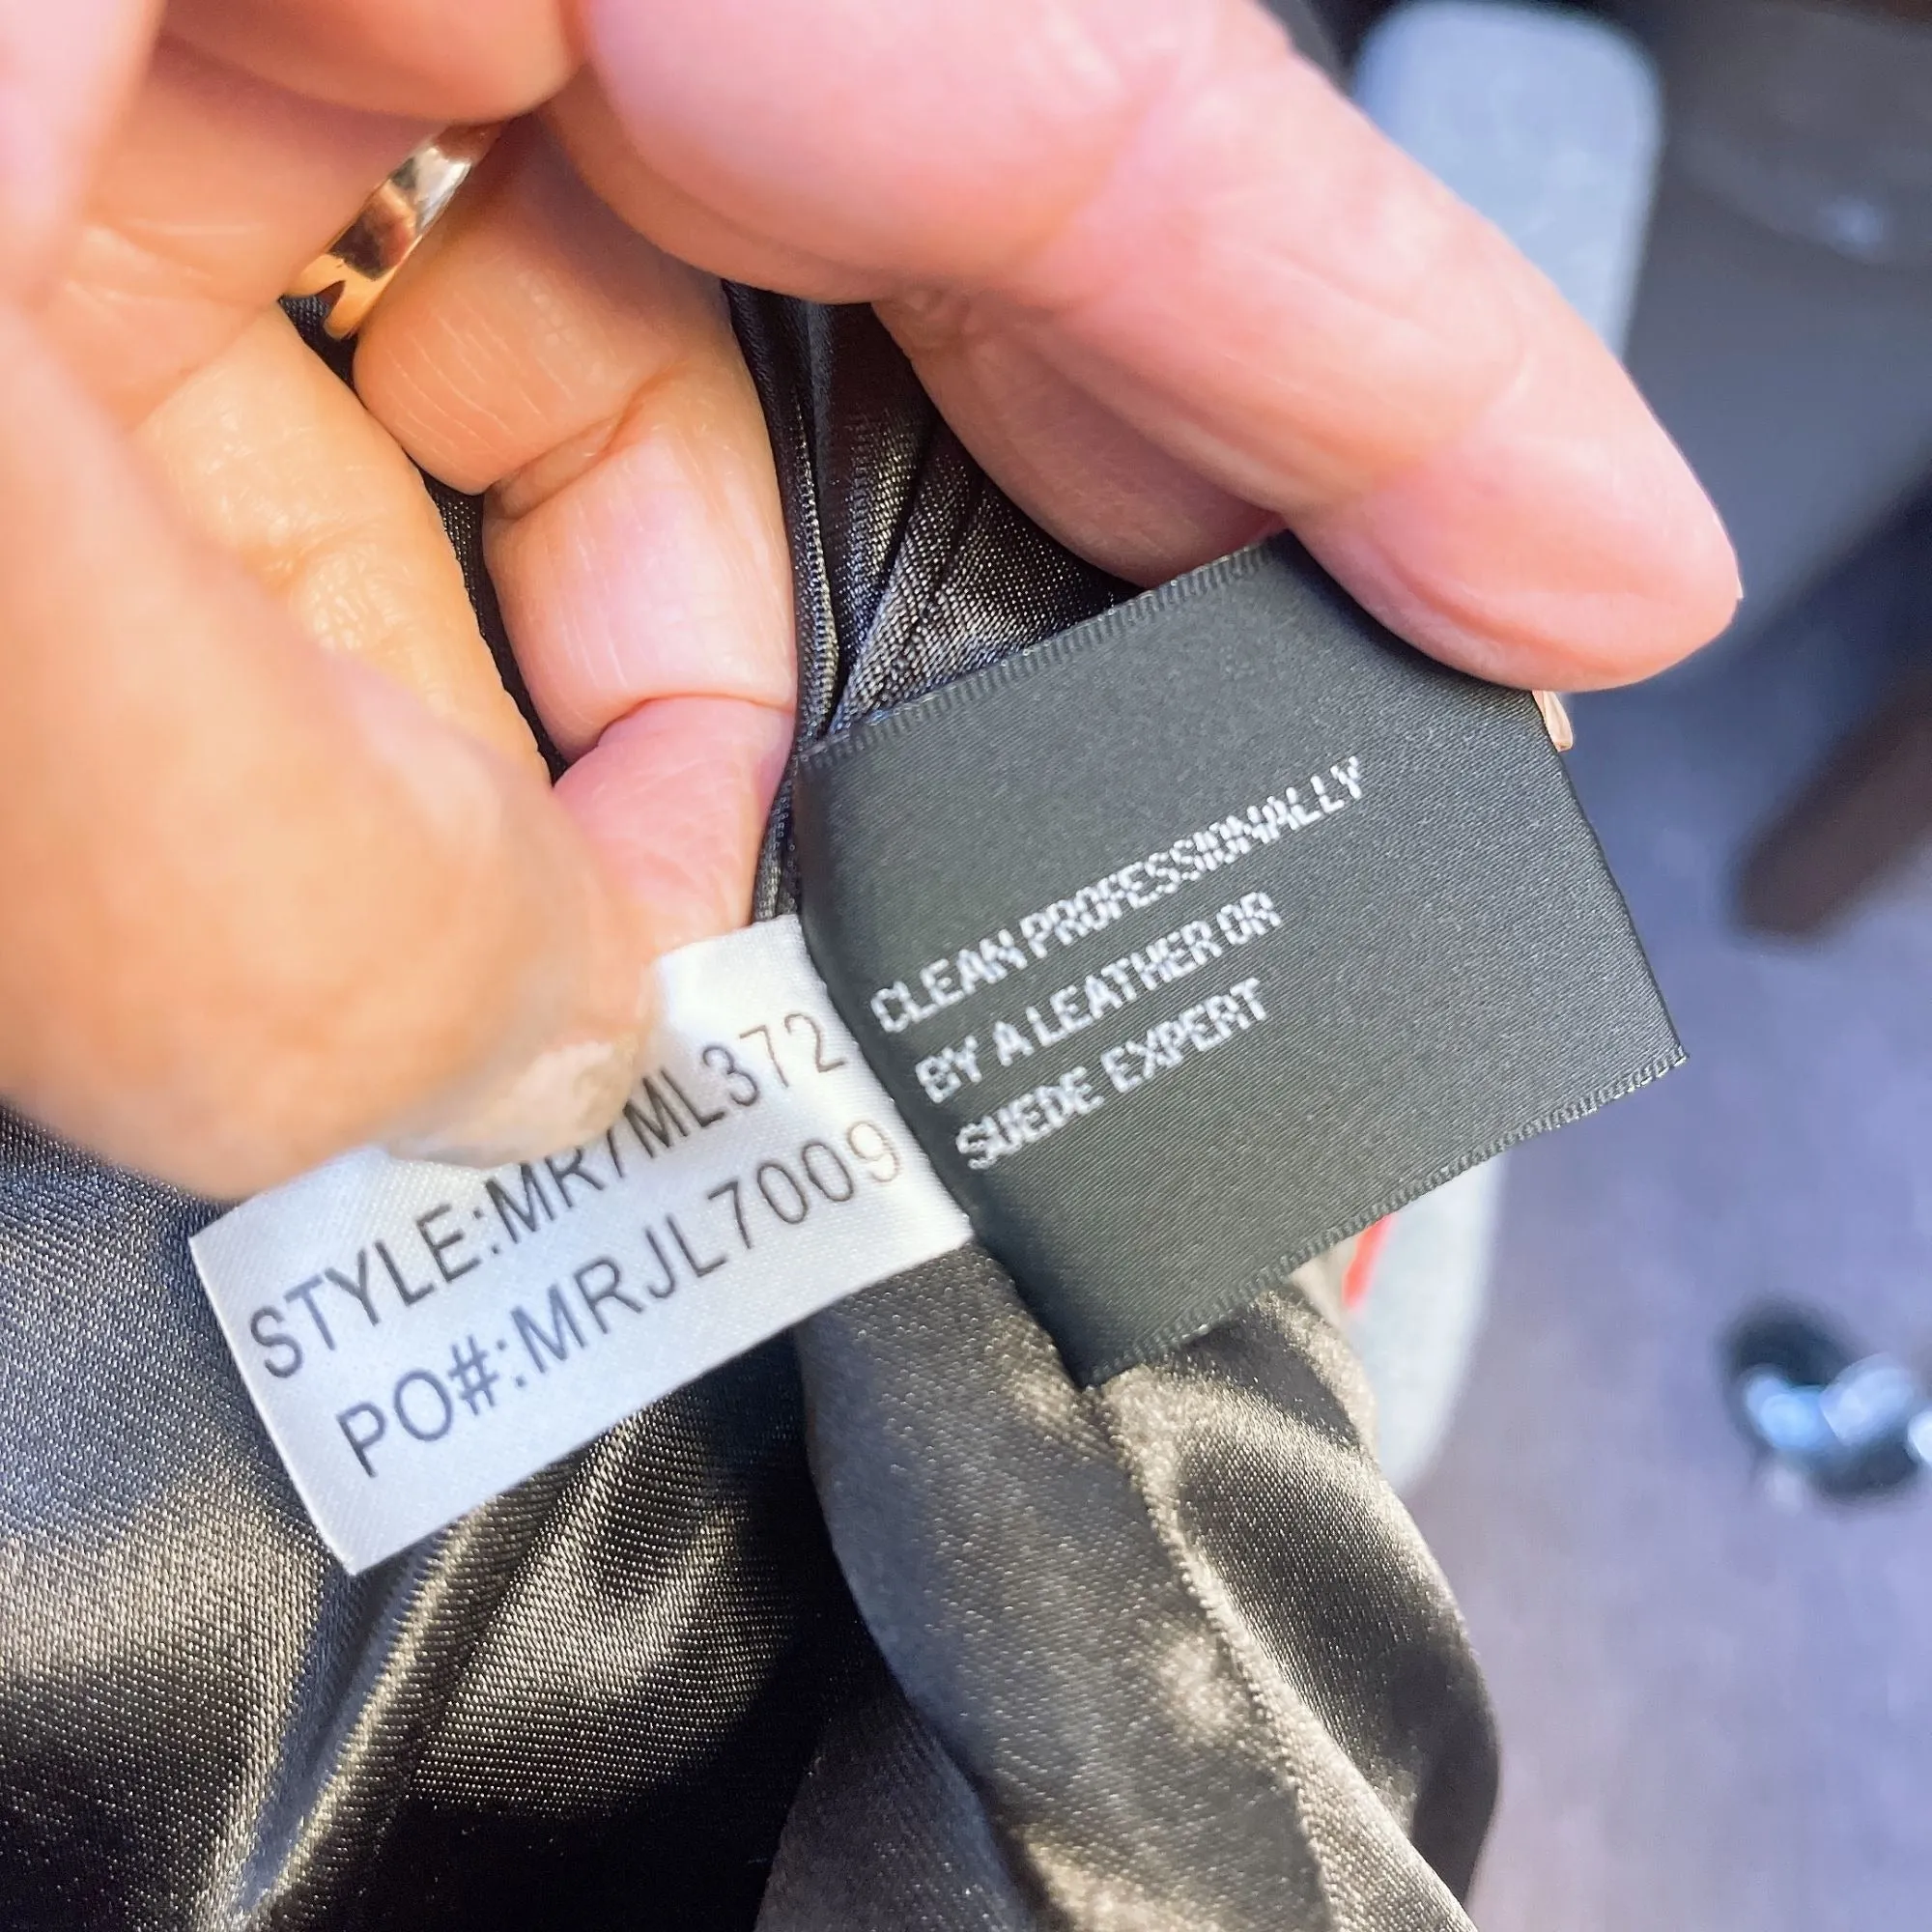 CLEAN PROFESSIONALLY
BY A LEATHER OR
SUEDE EXPERT
STYLE:MR7ML372
PO#:MRJL7009